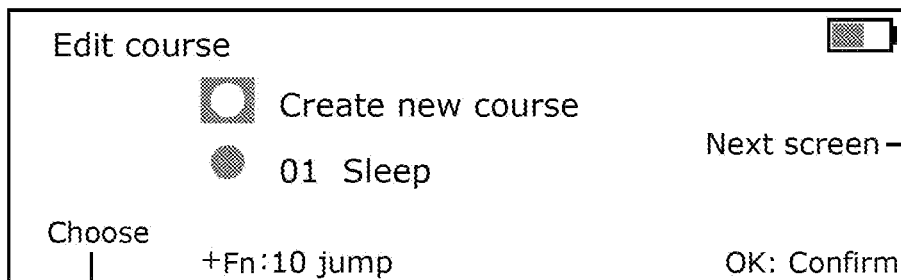 Edit course
Create new course
Next screen
01 Sleep
Choose
+Fn:10 jump
OK: Confirm